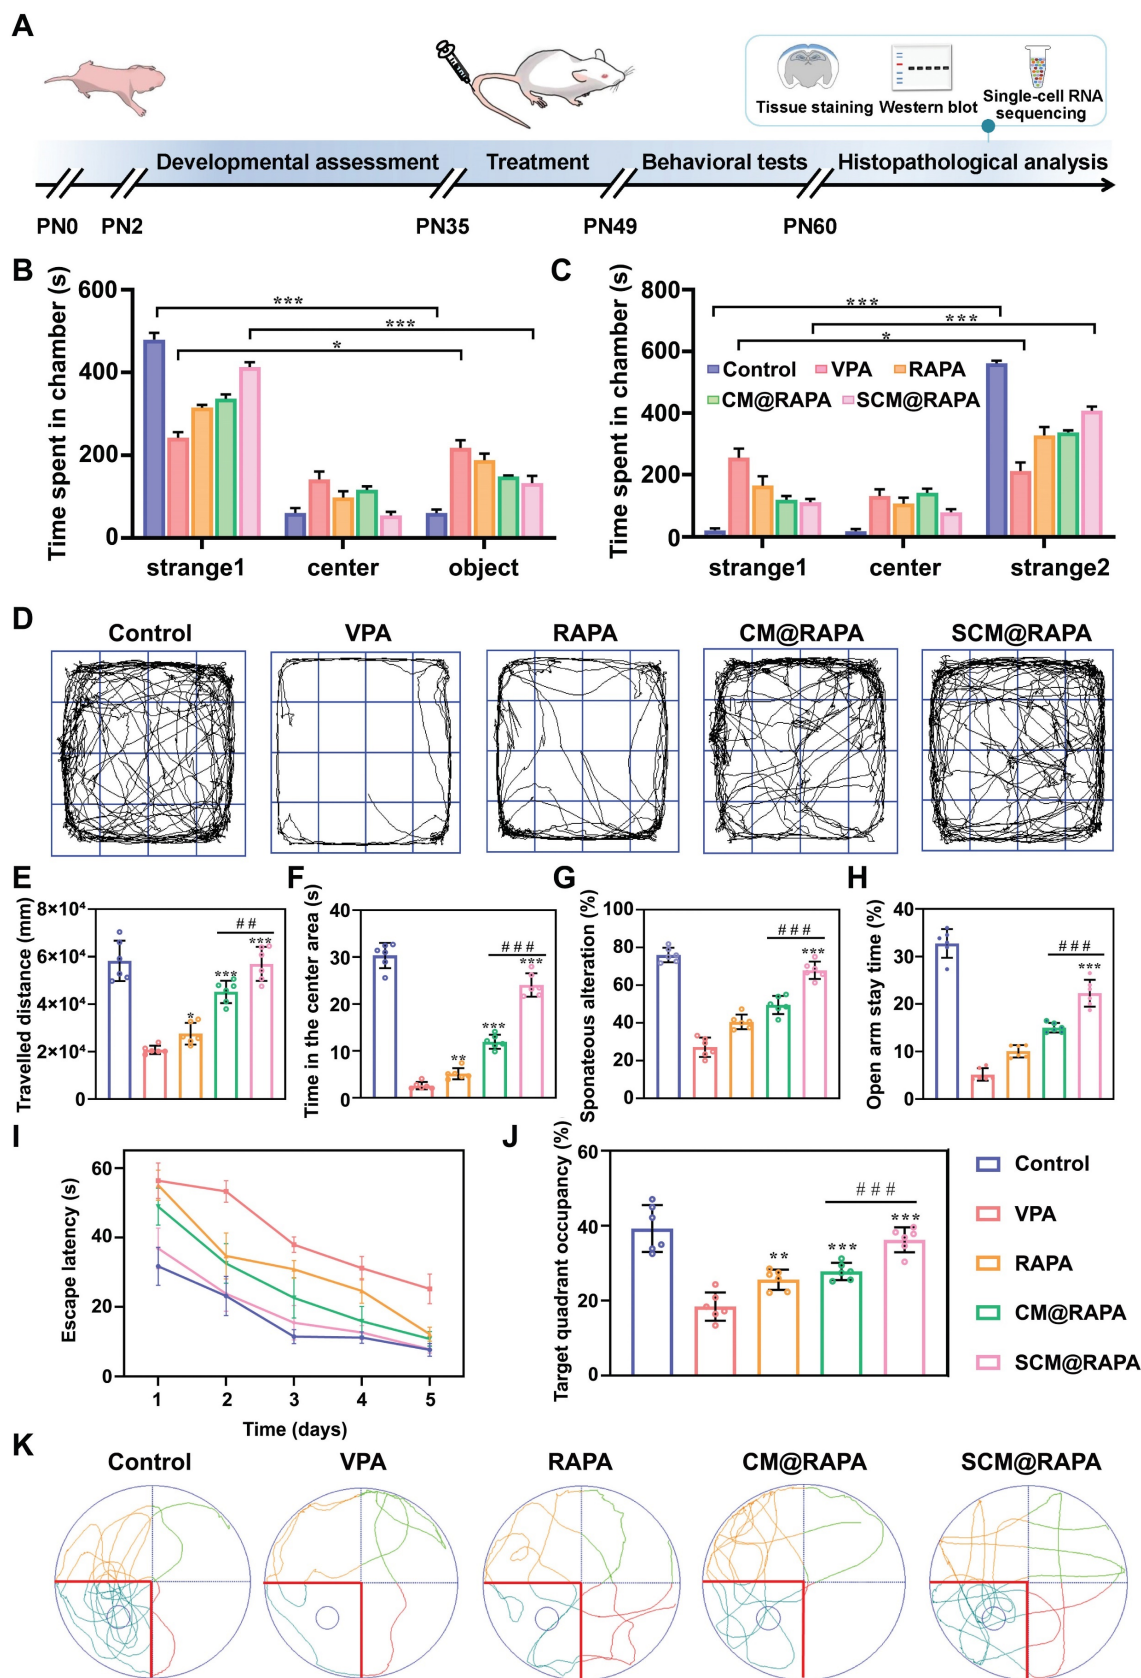 A
Tissue staining Western blot Single-cell RNA
sequencing
Developmental assessment Treatment Behavioral tests Histopathological analysis
PN0 PN2 PN35 PN49 PN60
B
Time spent in chamber (s)
600
400
200
0
***
***
*
strange1 center object
C
Time spent in chamber (s)
800
600
400
200
0
***
***
*
Control VPA RAPA
CM@RAPA SCM@RAPA
strange1 center strange2
D
Control VPA RAPA CM@RAPA SCM@RAPA
E
Travelled distance (mm)
8×10⁴
6×10⁴
4×10⁴
2×10⁴
0
##
***
***
*
F
Time in the center area (s)
40
30
20
10
0
###
***
***
**
G
Sponateous alteration (%)
100
80
60
40
20
0
###
***
H
Open arm stay time (%)
40
30
20
10
0
###
***
I
Escape latency (s)
60
40
20
0
1 2 3 4 5
Time (days)
J
Target quadrant occupancy (%)
60
40
20
0
###
***
***
**
Control
VPA
RAPA
CM@RAPA
SCM@RAPA
K
Control VPA RAPA CM@RAPA SCM@RAPA